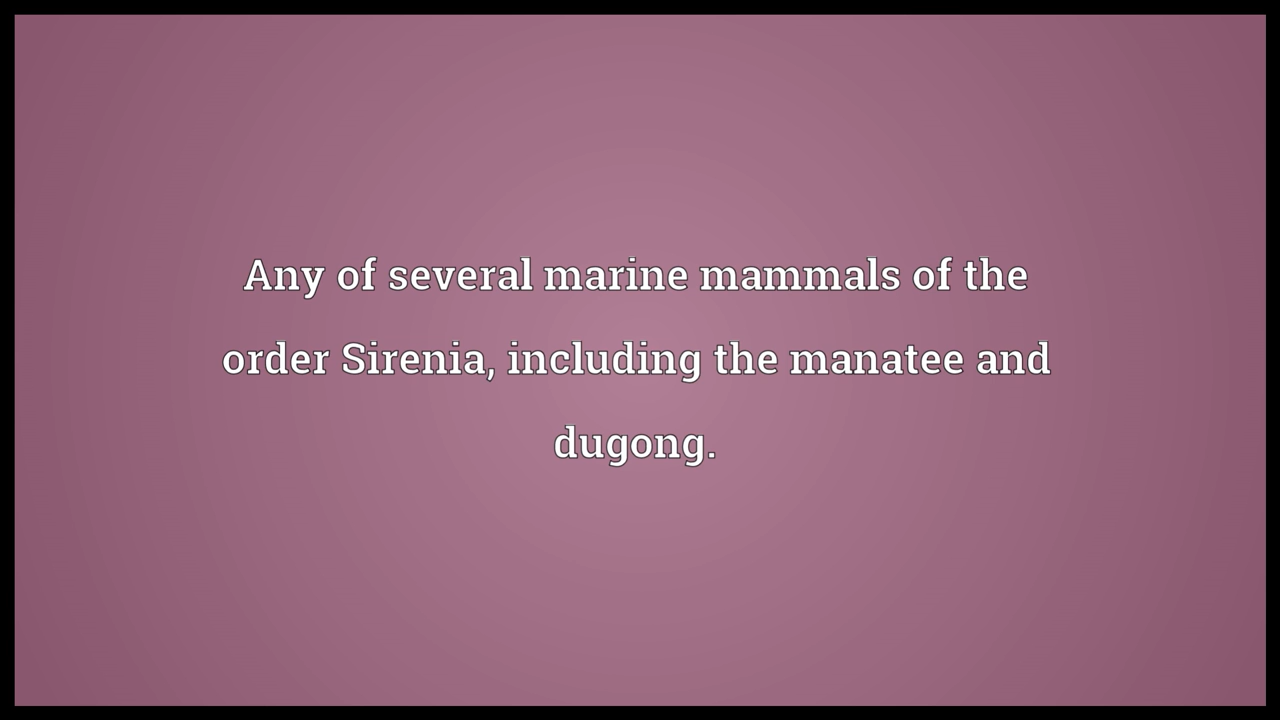 Any of several marine mammals of the
order Sirenia, including the manatee and
dugong.